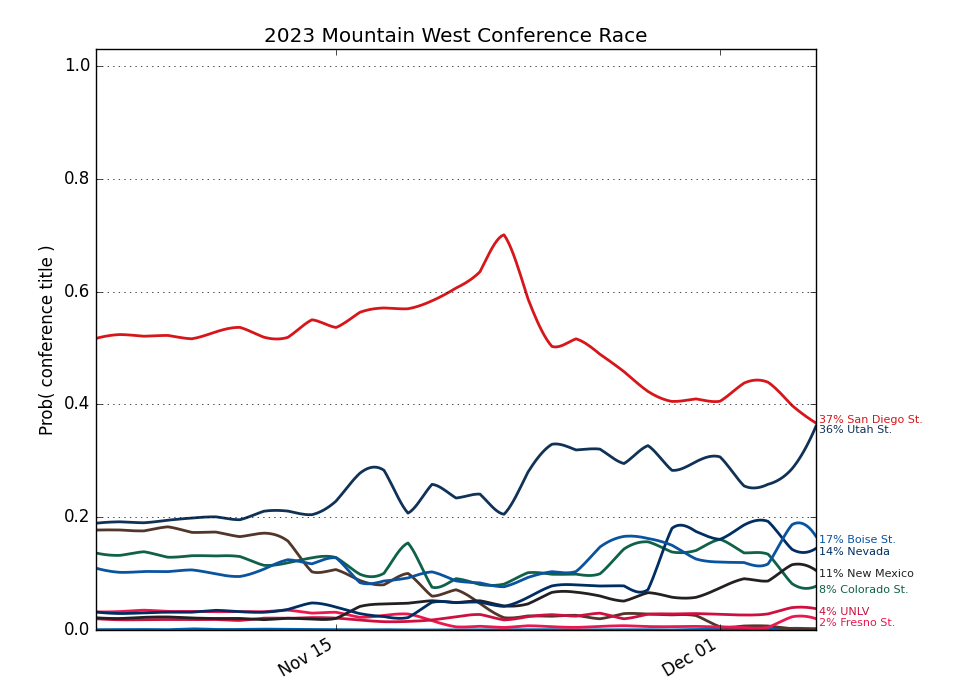 2023 Mountain West Conference Race
Prob( conference title )
1.0
0.8
0.6
0.4
0.2
0.0
Nov 15
Dec 01
37% San Diego St.
36% Utah St.
17% Boise St.
14% Nevada
11% New Mexico
8% Colorado St.
4% UNLV
2% Fresno St.